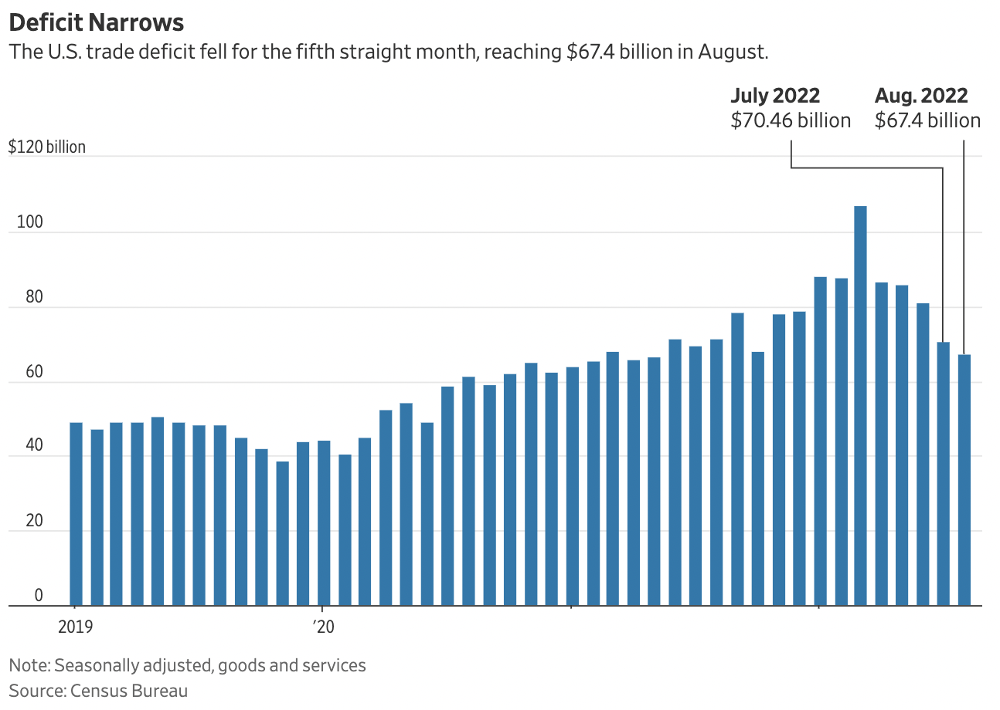 Deficit Narrows
The U.S. trade deficit fell for the fifth straight month, reaching $67.4 billion in August.
July 2022
$70.46 billion
Aug. 2022
$67.4 billion
$120 billion
100
80
60
40
20
0
2019
’20
Note: Seasonally adjusted, goods and services
Source: Census Bureau